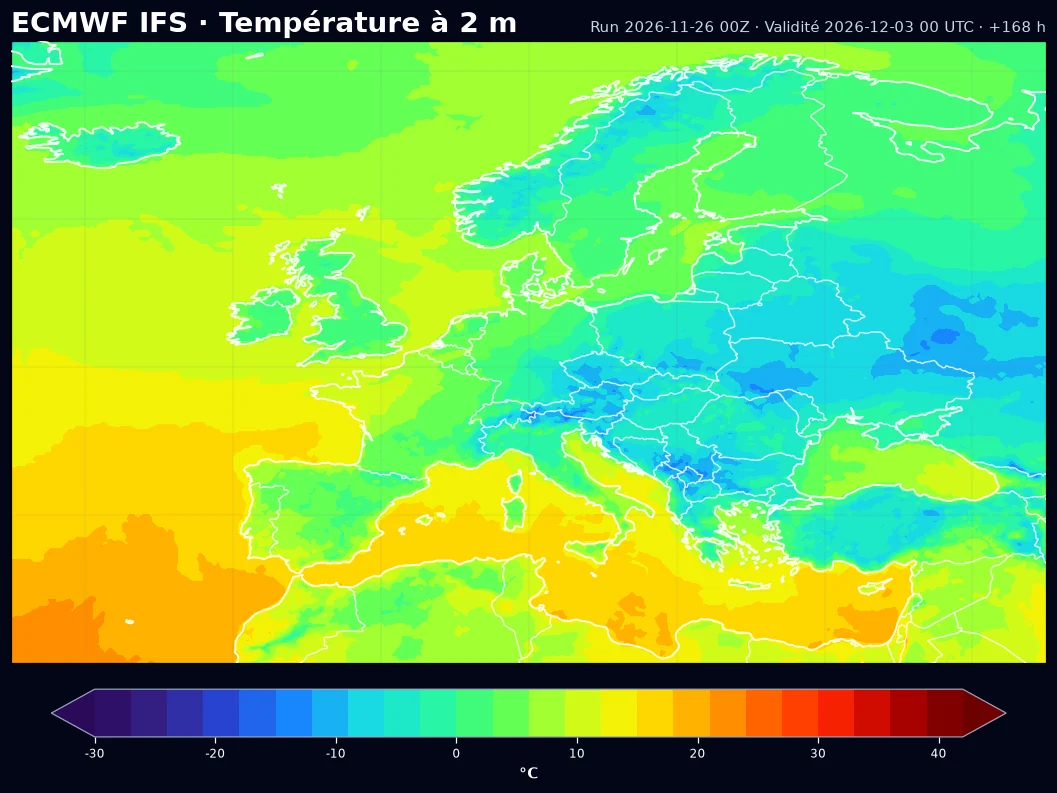 ECMWF IFS · Température à 2 m
Run 2026-11-26 00Z · Validité 2026-12-03 00 UTC · +168 h
-30 -20 -10 0 10 20 30 40
°C